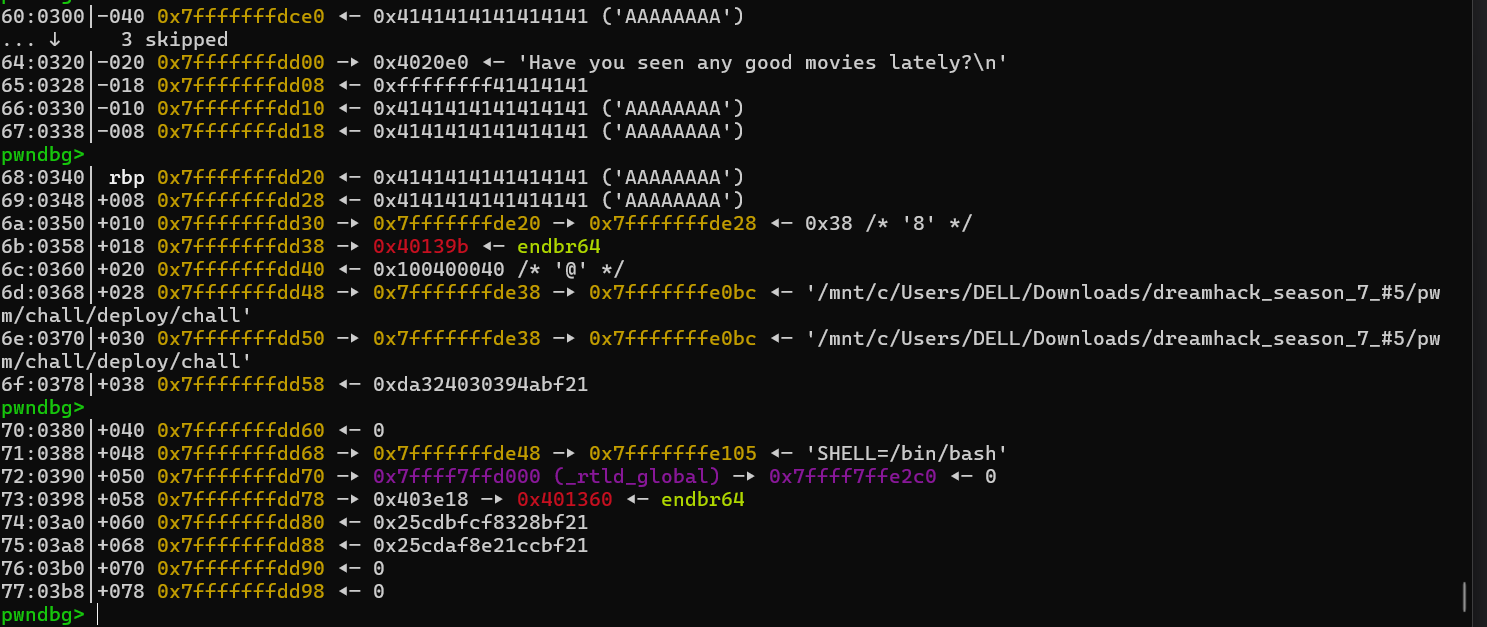 60:0300│-040 0x7fffffffdce0 ◂— 0x4141414141414141 ('AAAAAAAA')
... ↓     3 skipped
64:0320│-020 0x7fffffffdd00 —▸ 0x4020e0 ◂— 'Have you seen any good movies lately?\n'
65:0328│-018 0x7fffffffdd08 ◂— 0xffffffff41414141
66:0330│-010 0x7fffffffdd10 ◂— 0x4141414141414141 ('AAAAAAAA')
67:0338│-008 0x7fffffffdd18 ◂— 0x4141414141414141 ('AAAAAAAA')
pwndbg>
68:0340│ rbp 0x7fffffffdd20 ◂— 0x4141414141414141 ('AAAAAAAA')
69:0348│+008 0x7fffffffdd28 ◂— 0x4141414141414141 ('AAAAAAAA')
6a:0350│+010 0x7fffffffdd30 —▸ 0x7fffffffde20 —▸ 0x7fffffffde28 ◂— 0x38 /* '8' */
6b:0358│+018 0x7fffffffdd38 —▸ 0x40139b ◂— endbr64
6c:0360│+020 0x7fffffffdd40 ◂— 0x100400040 /* '@' */
6d:0368│+028 0x7fffffffdd48 —▸ 0x7fffffffde38 —▸ 0x7fffffffe0bc ◂— '/mnt/c/Users/DELL/Downloads/dreamhack_season_7_#5/pw
m/chall/deploy/chall'
6e:0370│+030 0x7fffffffdd50 —▸ 0x7fffffffde38 —▸ 0x7fffffffe0bc ◂— '/mnt/c/Users/DELL/Downloads/dreamhack_season_7_#5/pw
m/chall/deploy/chall'
6f:0378│+038 0x7fffffffdd58 ◂— 0xda324030394abf21
pwndbg>
70:0380│+040 0x7fffffffdd60 ◂— 0
71:0388│+048 0x7fffffffdd68 —▸ 0x7fffffffde48 —▸ 0x7fffffffe105 ◂— 'SHELL=/bin/bash'
72:0390│+050 0x7fffffffdd70 —▸ 0x7ffff7ffd000 (_rtld_global) —▸ 0x7ffff7ffe2c0 ◂— 0
73:0398│+058 0x7fffffffdd78 —▸ 0x403e18 —▸ 0x401360 ◂— endbr64
74:03a0│+060 0x7fffffffdd80 ◂— 0x25cdbfcf8328bf21
75:03a8│+068 0x7fffffffdd88 ◂— 0x25cdaf8e21ccbf21
76:03b0│+070 0x7fffffffdd90 ◂— 0
77:03b8│+078 0x7fffffffdd98 ◂— 0
pwndbg>